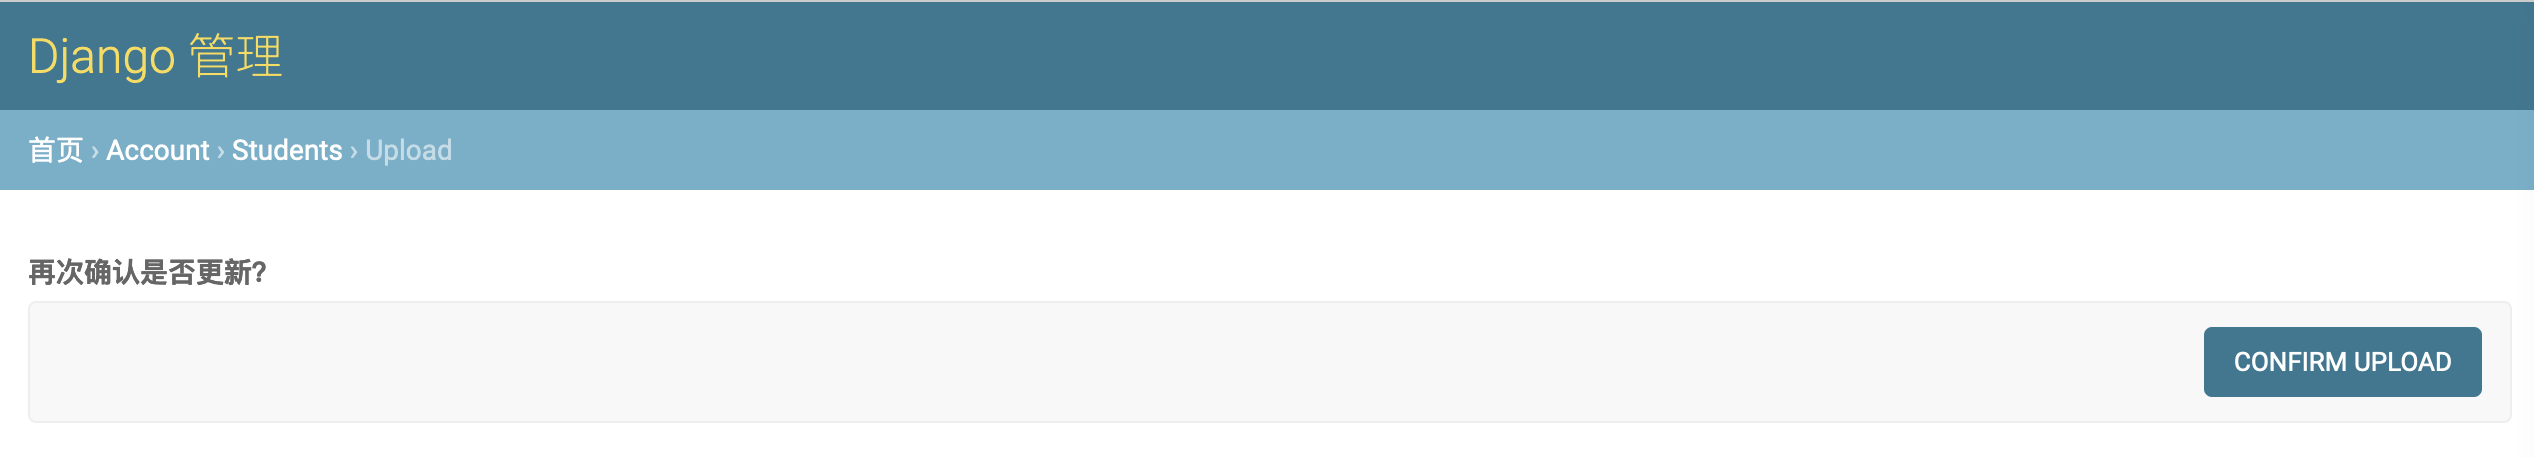 Django 管理
首页 › Account › Students › Upload
再次确认是否更新?
CONFIRM UPLOAD